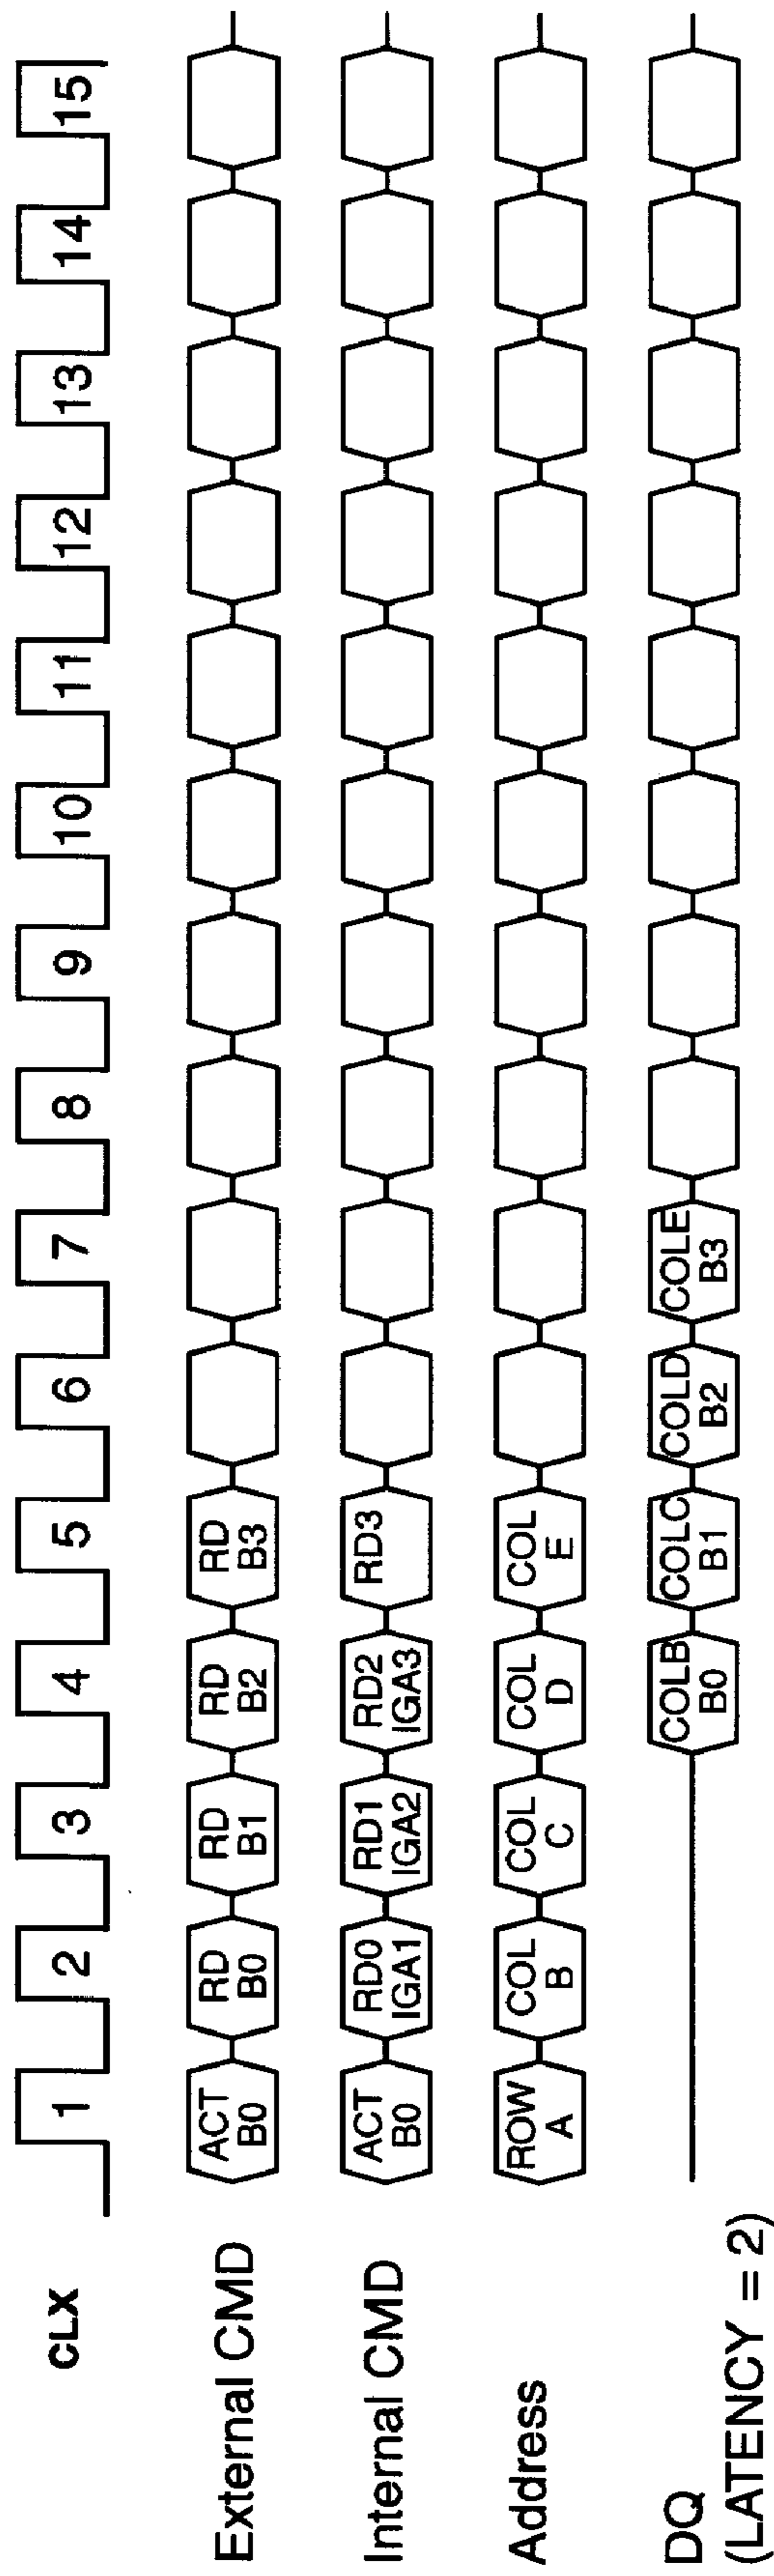 CLX
1
2
3
4
5
6
7
8
9
10
11
12
13
14
15
External CMD
ACT
B0
RD
B0
RD
B1
RD
B2
RD
B3
Internal CMD
ACT
B0
RD0
IGA1
RD1
IGA2
RD2
IGA3
RD3
Address
ROW
A
COL
B
COL
C
COL
D
COL
E
DQ
(LATENCY = 2)
COLB
B0
COLC
B1
COLD
B2
COLE
B3